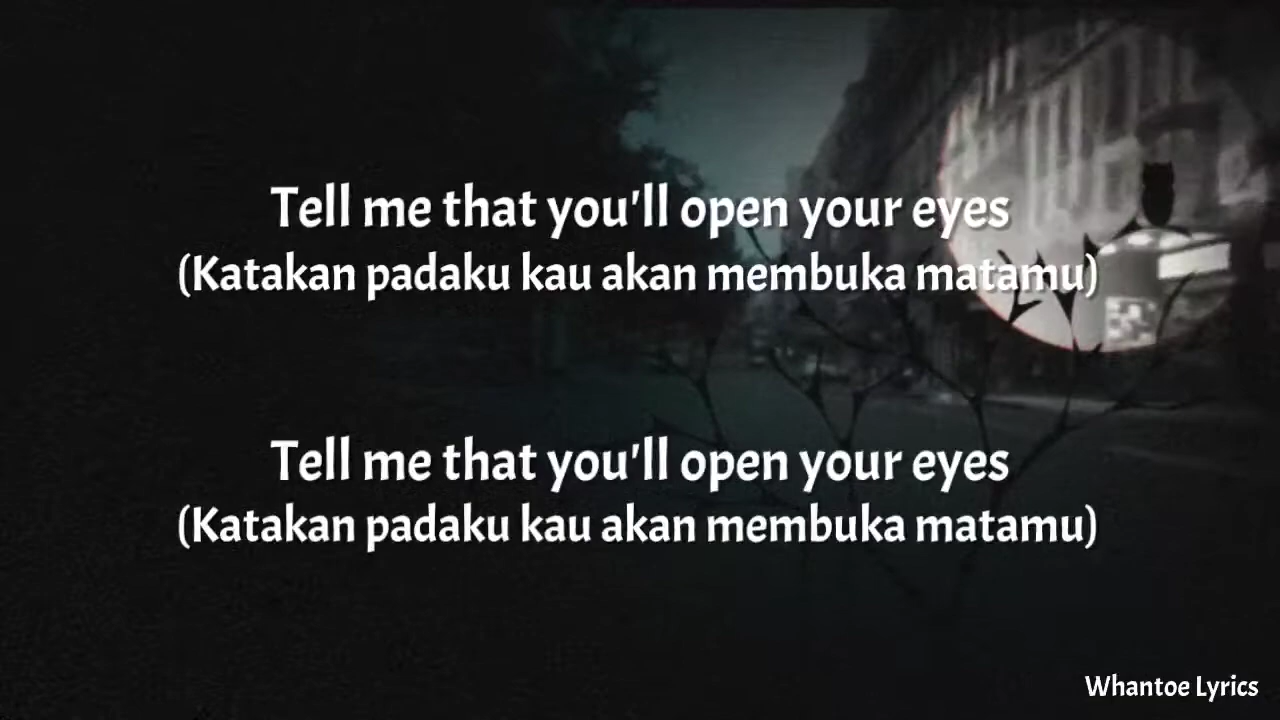 Tell me that you'll open your eyes
(Katakan padaku kau akan membuka matamu)
Tell me that you'll open your eyes
(Katakan padaku kau akan membuka matamu)
Whantoe Lyrics